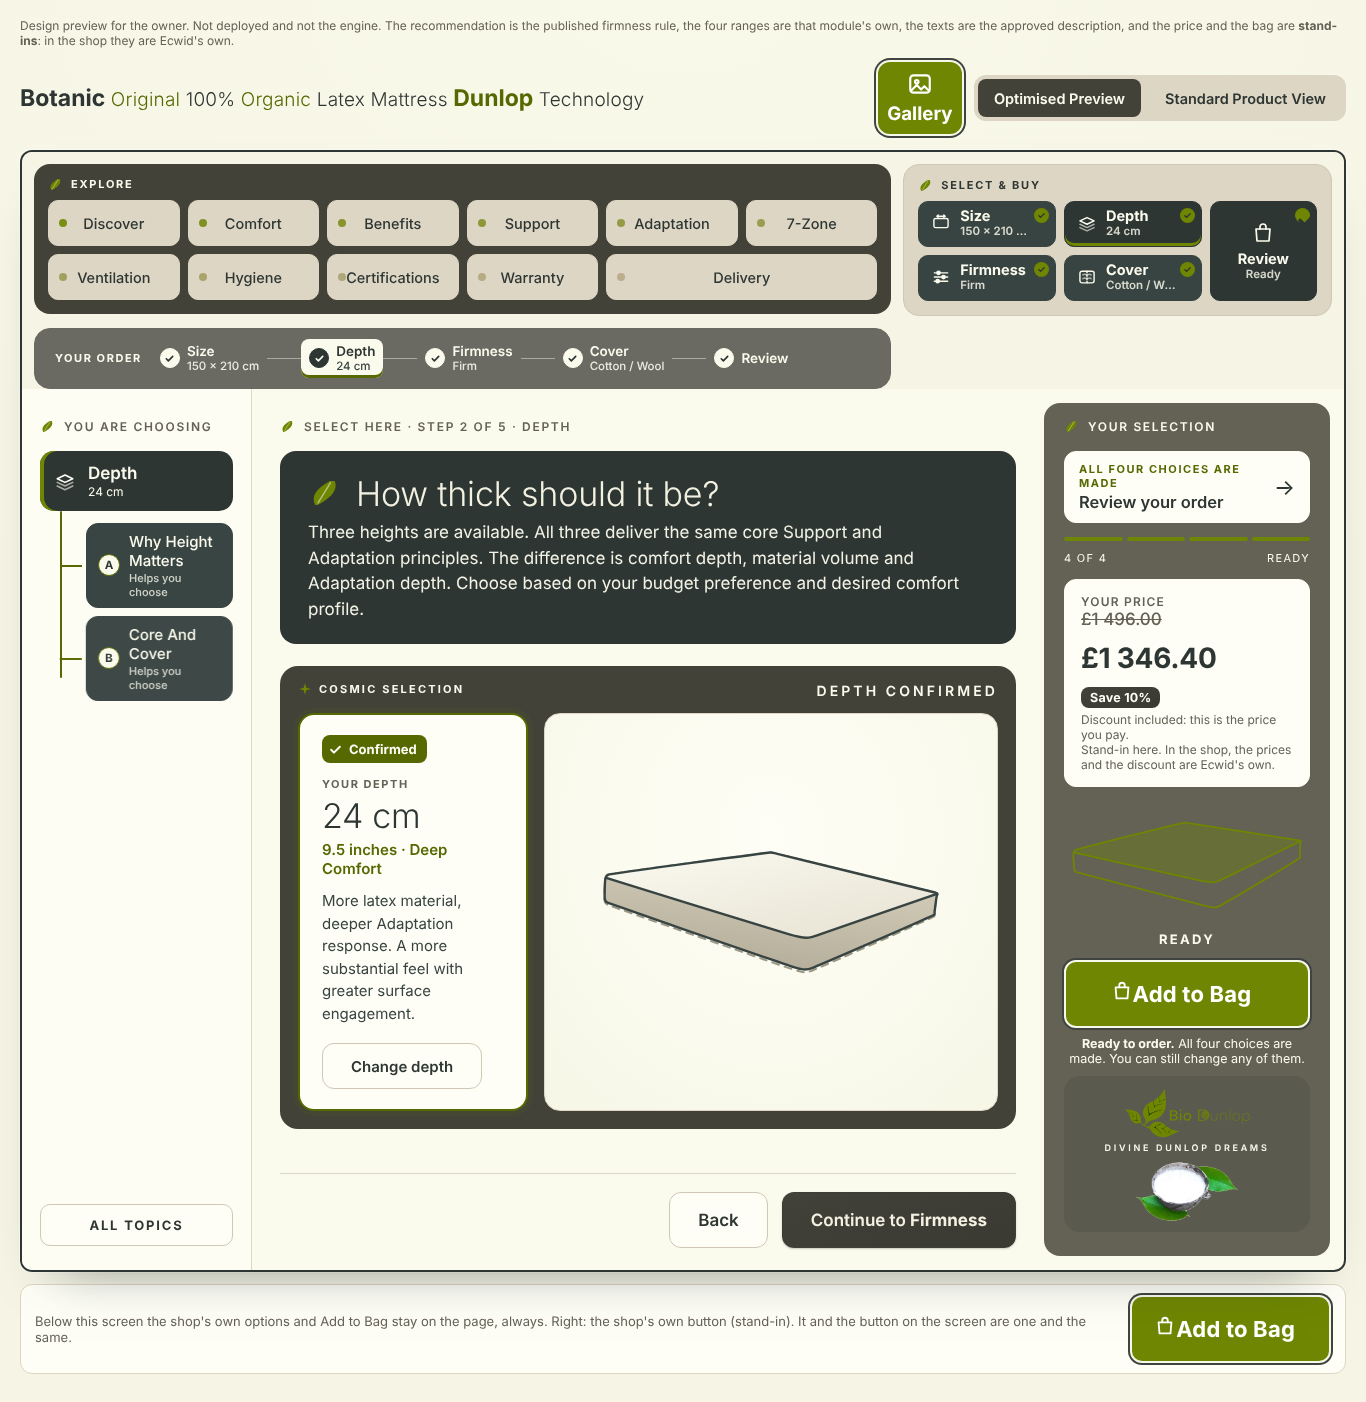 Design preview for the owner. Not deployed and not the engine. The recommendation is the published firmness rule, the four ranges are that module's own, the texts are the approved description, and the price and the bag are stand-
ins: in the shop they are Ecwid's own.
Botanic Original 100% Organic Latex Mattress Dunlop Technology
Gallery
Optimised Preview
Standard Product View
EXPLORE
Discover
Comfort
Benefits
Support
Adaptation
7-Zone
Ventilation
Hygiene
Certifications
Warranty
Delivery
SELECT & BUY
Size
150 × 210 ...
Depth
24 cm
Firmness
Firm
Cover
Cotton / W...
Review
Ready
YOUR ORDER
Size
150 × 210 cm
Depth
24 cm
Firmness
Firm
Cover
Cotton / Wool
Review
YOU ARE CHOOSING
Depth
24 cm
A
Why Height
Matters
Helps you
choose
B
Core And
Cover
Helps you
choose
ALL TOPICS
SELECT HERE · STEP 2 OF 5 · DEPTH
How thick should it be?
Three heights are available. All three deliver the same core Support and
Adaptation principles. The difference is comfort depth, material volume and
Adaptation depth. Choose based on your budget preference and desired comfort
profile.
COSMIC SELECTION
DEPTH CONFIRMED
Confirmed
YOUR DEPTH
24 cm
9.5 inches · Deep
Comfort
More latex material,
deeper Adaptation
response. A more
substantial feel with
greater surface
engagement.
Change depth
Back
Continue to Firmness
YOUR SELECTION
ALL FOUR CHOICES ARE
MADE
Review your order
4 OF 4
READY
YOUR PRICE
£1 496.00
£1 346.40
Save 10%
Discount included: this is the price
you pay.
Stand-in here. In the shop, the prices
and the discount are Ecwid's own.
READY
Add to Bag
Ready to order. All four choices are
made. You can still change any of them.
Bio Dunlop
DIVINE DUNLOP DREAMS
Below this screen the shop's own options and Add to Bag stay on the page, always. Right: the shop's own button (stand-in). It and the button on the screen are one and the
same.
Add to Bag